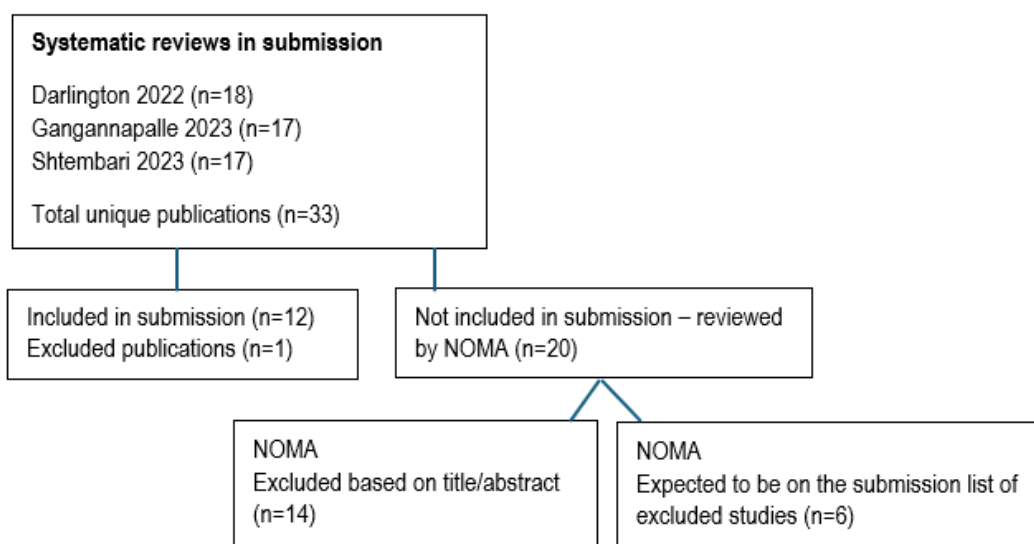 Systematic reviews in submission
Darlington 2022 (n=18)
Gangannapalle 2023 (n=17)
Shtembari 2023 (n=17)
Total unique publications (n=33)
Included in submission (n=12)
Excluded publications (n=1)
Not included in submission – reviewed
by NOMA (n=20)
NOMA
Excluded based on title/abstract
(n=14)
NOMA
Expected to be on the submission list of
excluded studies (n=6)